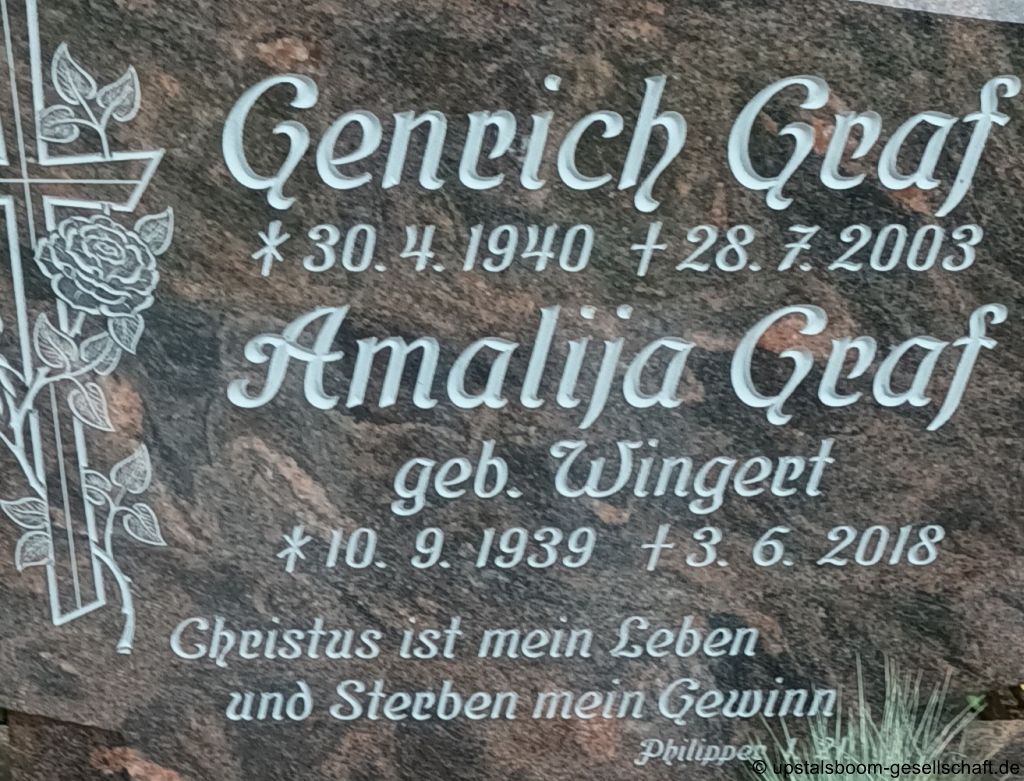 Genrich Graf
* 30. 4. 1940 † 28. 7. 2003
Amalija Graf
geb. Wingert
* 10. 9. 1939 † 3. 6. 2018
Christus ist mein Leben
und Sterben mein Gewinn
Philipper 1
© upstalsboom-gesellschaft.de